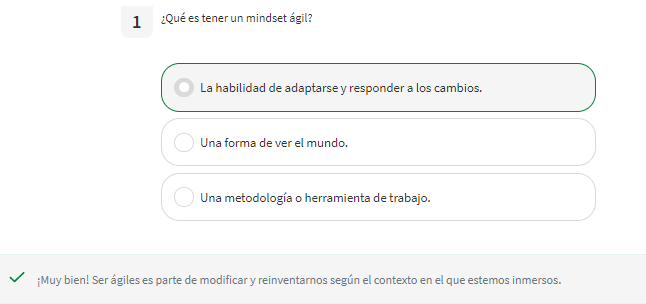 1 ¿Qué es tener un mindset ágil?
La habilidad de adaptarse y responder a los cambios.
Una forma de ver el mundo.
Una metodología o herramienta de trabajo.
¡Muy bien! Ser ágiles es parte de modificar y reinventarnos según el contexto en el que estemos inmersos.